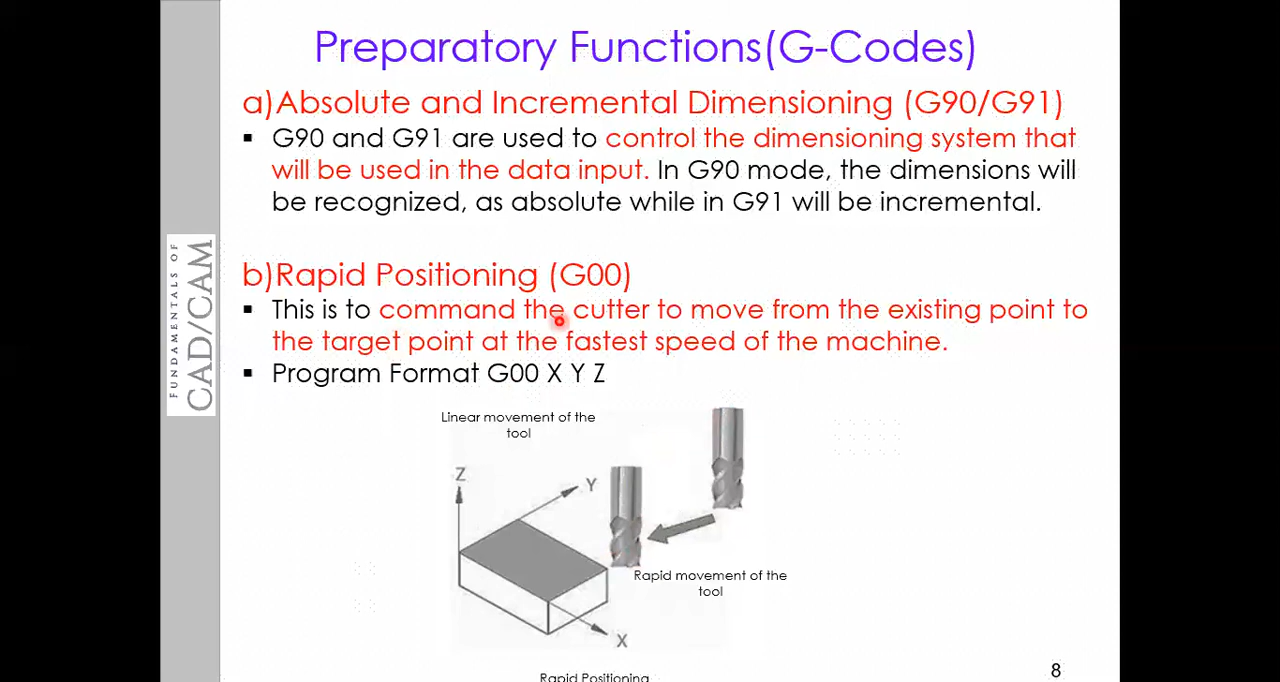 Preparatory Functions(G-Codes)
a)Absolute and Incremental Dimensioning (G90/G91)
▪ G90 and G91 are used to control the dimensioning system that
will be used in the data input. In G90 mode, the dimensions will
be recognized, as absolute while in G91 will be incremental.
b)Rapid Positioning (G00)
▪ This is to command the cutter to move from the existing point to
the target point at the fastest speed of the machine.
▪ Program Format G00 X Y Z
FUNDAMENTALS OF
CAD/CAM
Linear movement of the
tool
Z
Y
Rapid movement of the
tool
X
Rapid Positioning
8